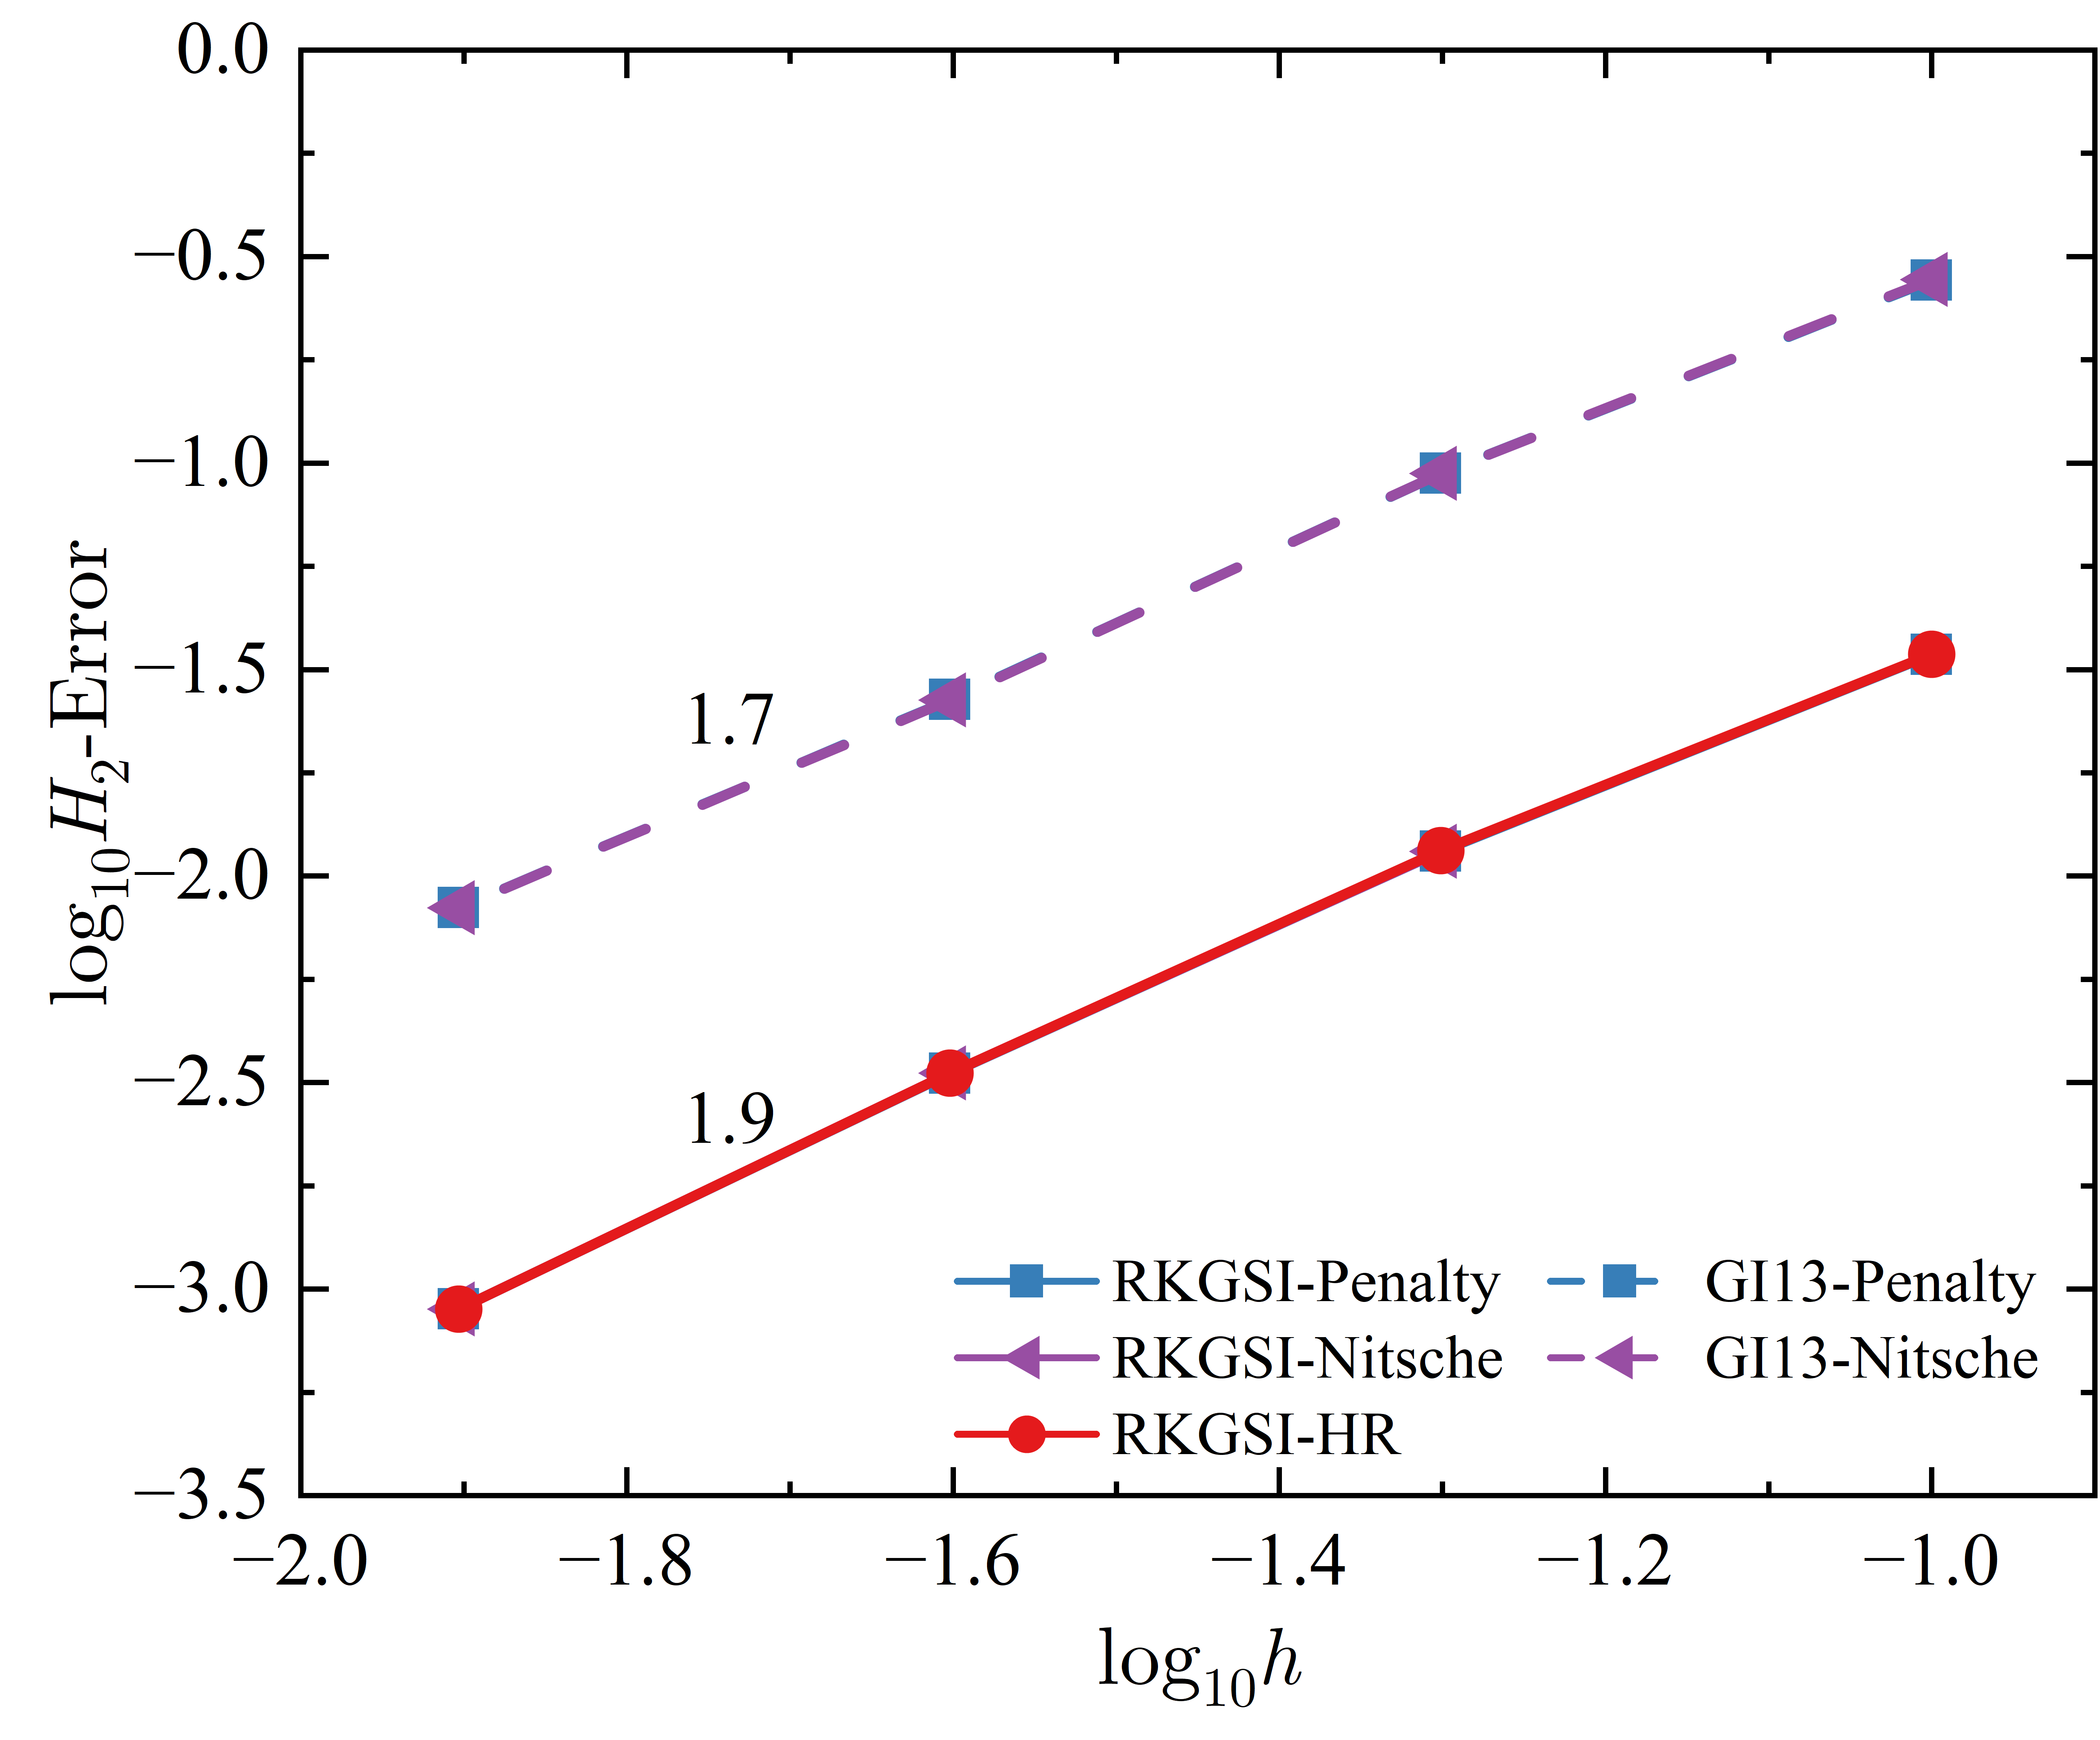 0.0
−0.5
−1.0
−1.5
−2.0
−2.5
−3.0
−3.5
log₁₀H₂-Error
1.7
1.9
RKGSI-Penalty GI13-Penalty
RKGSI-Nitsche GI13-Nitsche
RKGSI-HR
−2.0 −1.8 −1.6 −1.4 −1.2 −1.0
log₁₀h